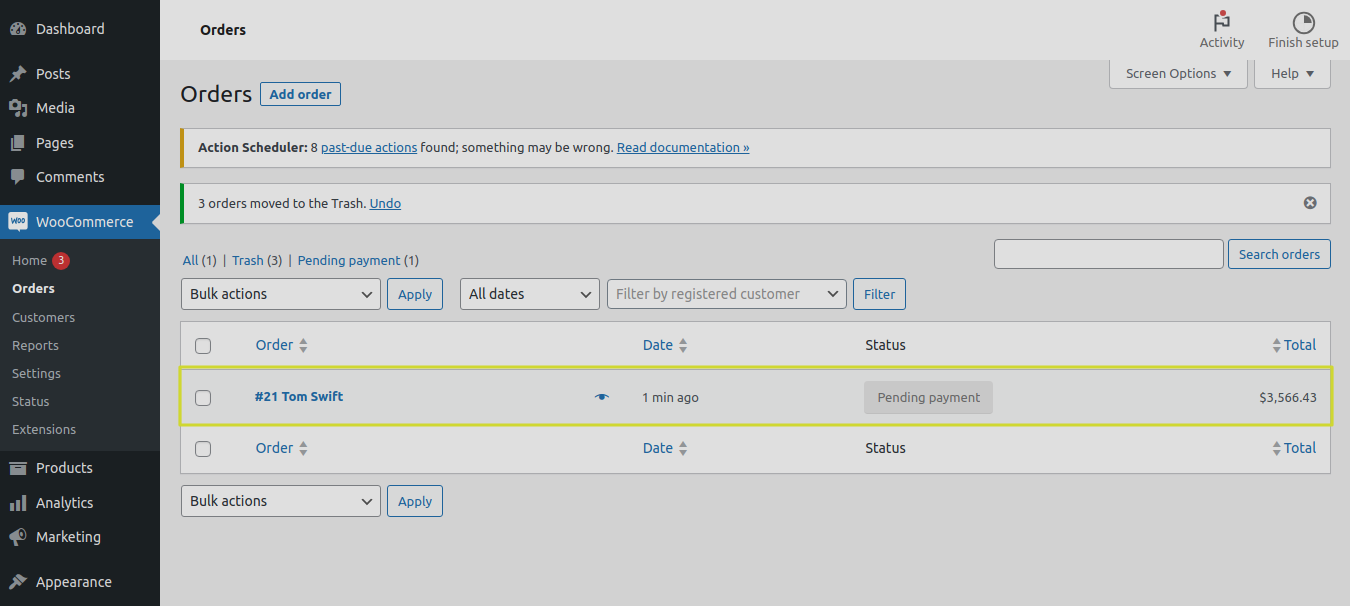 Dashboard
Posts
Media
Pages
Comments
WOO WooCommerce
Home 3
Orders
Customers
Reports
Settings
Status
Extensions
Products
Analytics
Marketing
Appearance
Orders
Activity
Finish setup
Screen Options ▼
Help ▼
Orders Add order
Action Scheduler: 8 past-due actions found; something may be wrong. Read documentation »
3 orders moved to the Trash. Undo
All (1) | Trash (3) | Pending payment (1)
Search orders
Bulk actions Apply All dates Filter by registered customer Filter
Order Date Status Total
#21 Tom Swift 1 min ago Pending payment $3,566.43
Order Date Status Total
Bulk actions Apply